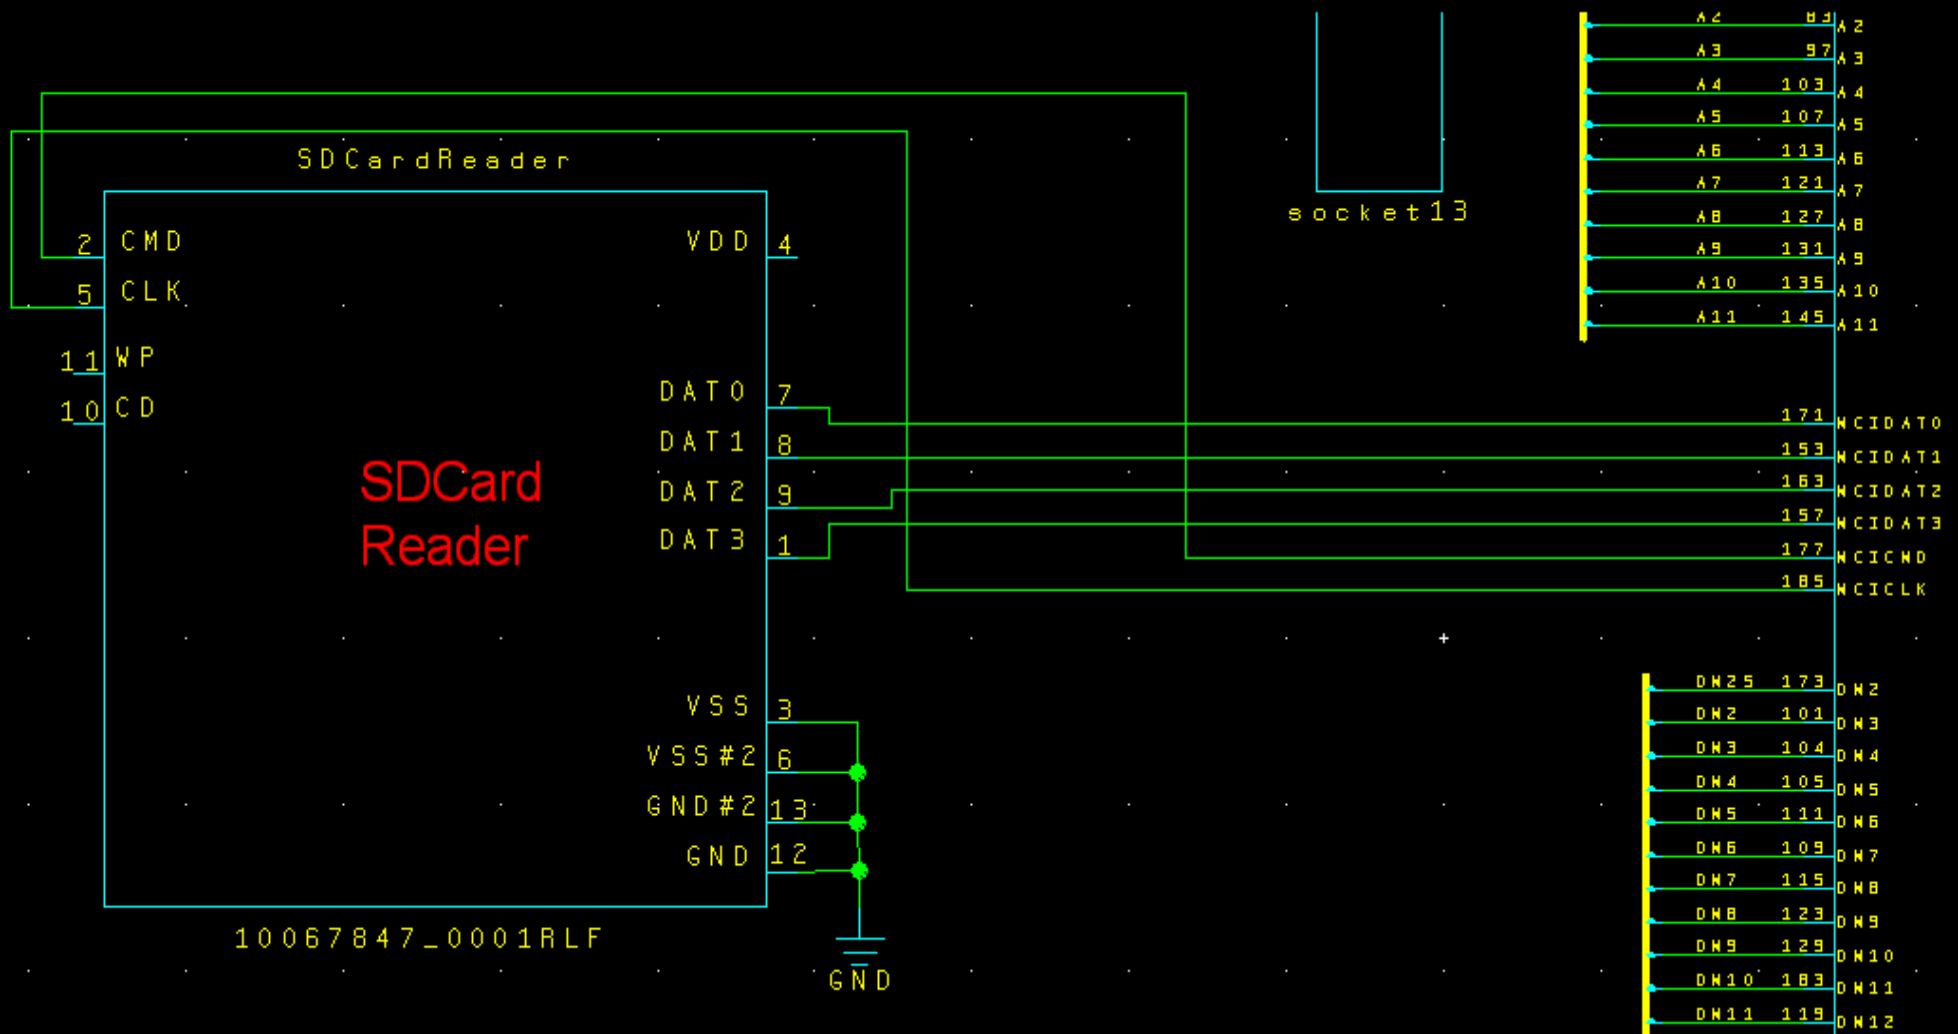 A2 83 A2
A3 97 A3
A4 103 A4
A5 107 A5
SDCardReader
A6 113 A6
A7 121 A7
socket13
A8 127 A8
2 CMD
VDD 4
A9 131 A9
5 CLK
A10 135 A10
A11 145 A11
11 WP
DAT0 7
10 CD
171 MCIDAT0
DAT1 8
153 MCIDAT1
SDCard
DAT2 9
163 MCIDAT2
157 MCIDAT3
Reader
DAT3 1
177 MCICMD
185 MCICLK
DM25 173 DM2
VSS 3
DM2 101 DM3
VSS#2 6
DM3 104 DM4
DM4 105 DM5
GND#2 13
DM5 111 DM6
GND 12
DM6 109 DM7
DM7 115 DM8
DM8 123 DM9
10067847_0001RLF
DM9 129 DM10
GND
DM10 183 DM11
DM11 119 DM12